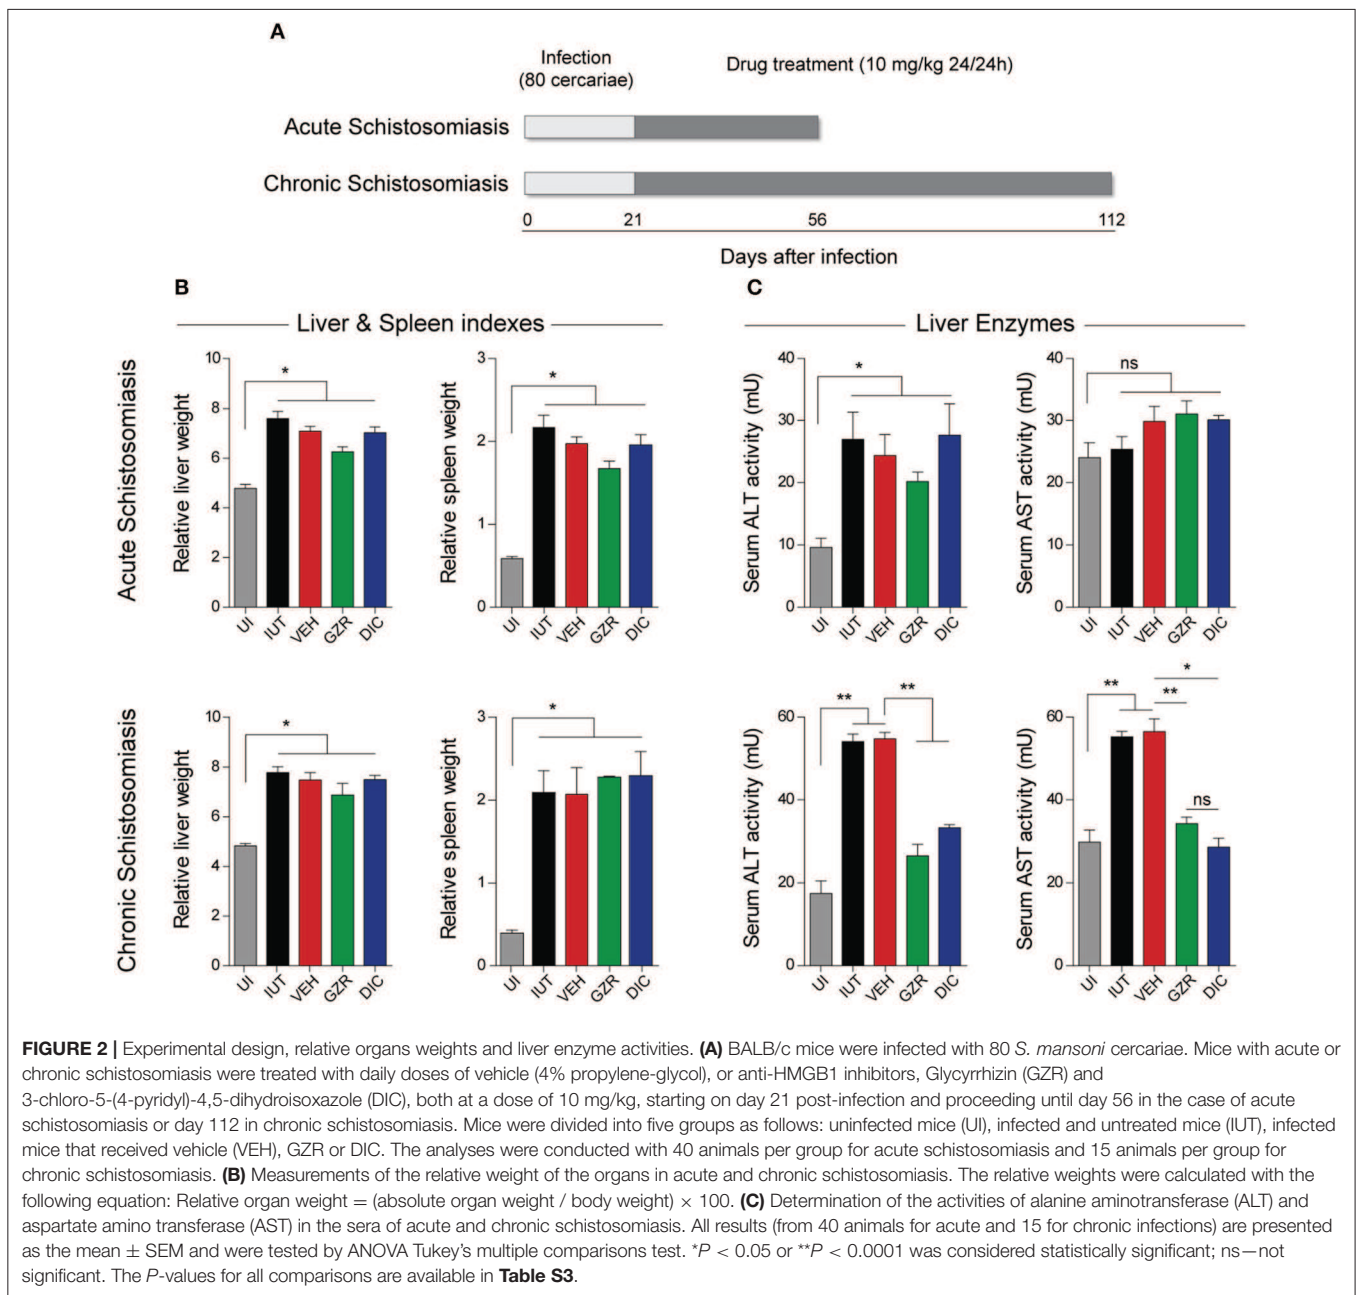 A
Infection
(80 cercariae)
Drug treatment (10 mg/kg 24/24h)
Acute Schistosomiasis
Chronic Schistosomiasis
0 21 56 112
Days after infection
B
C
Liver & Spleen indexes
Liver Enzymes
Acute Schistosomiasis
Relative liver weight
10
8
6
4
2
0
*
UI IUT VEH GZR DIC
Relative spleen weight
3
2
1
0
*
UI IUT VEH GZR DIC
Serum ALT activity (mU)
40
30
20
10
0
*
UI IUT VEH GZR DIC
Serum AST activity (mU)
40
30
20
10
0
ns
UI IUT VEH GZR DIC
Chronic Schistosomiasis
Relative liver weight
10
8
6
4
2
0
*
UI IUT VEH GZR DIC
Relative spleen weight
3
2
1
0
*
UI IUT VEH GZR DIC
Serum ALT activity (mU)
60
40
20
0
** **
UI IUT VEH GZR DIC
Serum AST activity (mU)
60
40
20
0
*
** **
ns
UI IUT VEH GZR DIC
FIGURE 2 | Experimental design, relative organs weights and liver enzyme activities. (A) BALB/c mice were infected with 80 S. mansoni cercariae. Mice with acute or
chronic schistosomiasis were treated with daily doses of vehicle (4% propylene-glycol), or anti-HMGB1 inhibitors, Glycyrrhizin (GZR) and
3-chloro-5-(4-pyridyl)-4,5-dihydroisoxazole (DIC), both at a dose of 10 mg/kg, starting on day 21 post-infection and proceeding until day 56 in the case of acute
schistosomiasis or day 112 in chronic schistosomiasis. Mice were divided into five groups as follows: uninfected mice (UI), infected and untreated mice (IUT), infected
mice that received vehicle (VEH), GZR or DIC. The analyses were conducted with 40 animals per group for acute schistosomiasis and 15 animals per group for
chronic schistosomiasis. (B) Measurements of the relative weight of the organs in acute and chronic schistosomiasis. The relative weights were calculated with the
following equation: Relative organ weight = (absolute organ weight / body weight) × 100. (C) Determination of the activities of alanine aminotransferase (ALT) and
aspartate amino transferase (AST) in the sera of acute and chronic schistosomiasis. All results (from 40 animals for acute and 15 for chronic infections) are presented
as the mean ± SEM and were tested by ANOVA Tukey's multiple comparisons test. *P < 0.05 or **P < 0.0001 was considered statistically significant; ns—not
significant. The P-values for all comparisons are available in Table S3.